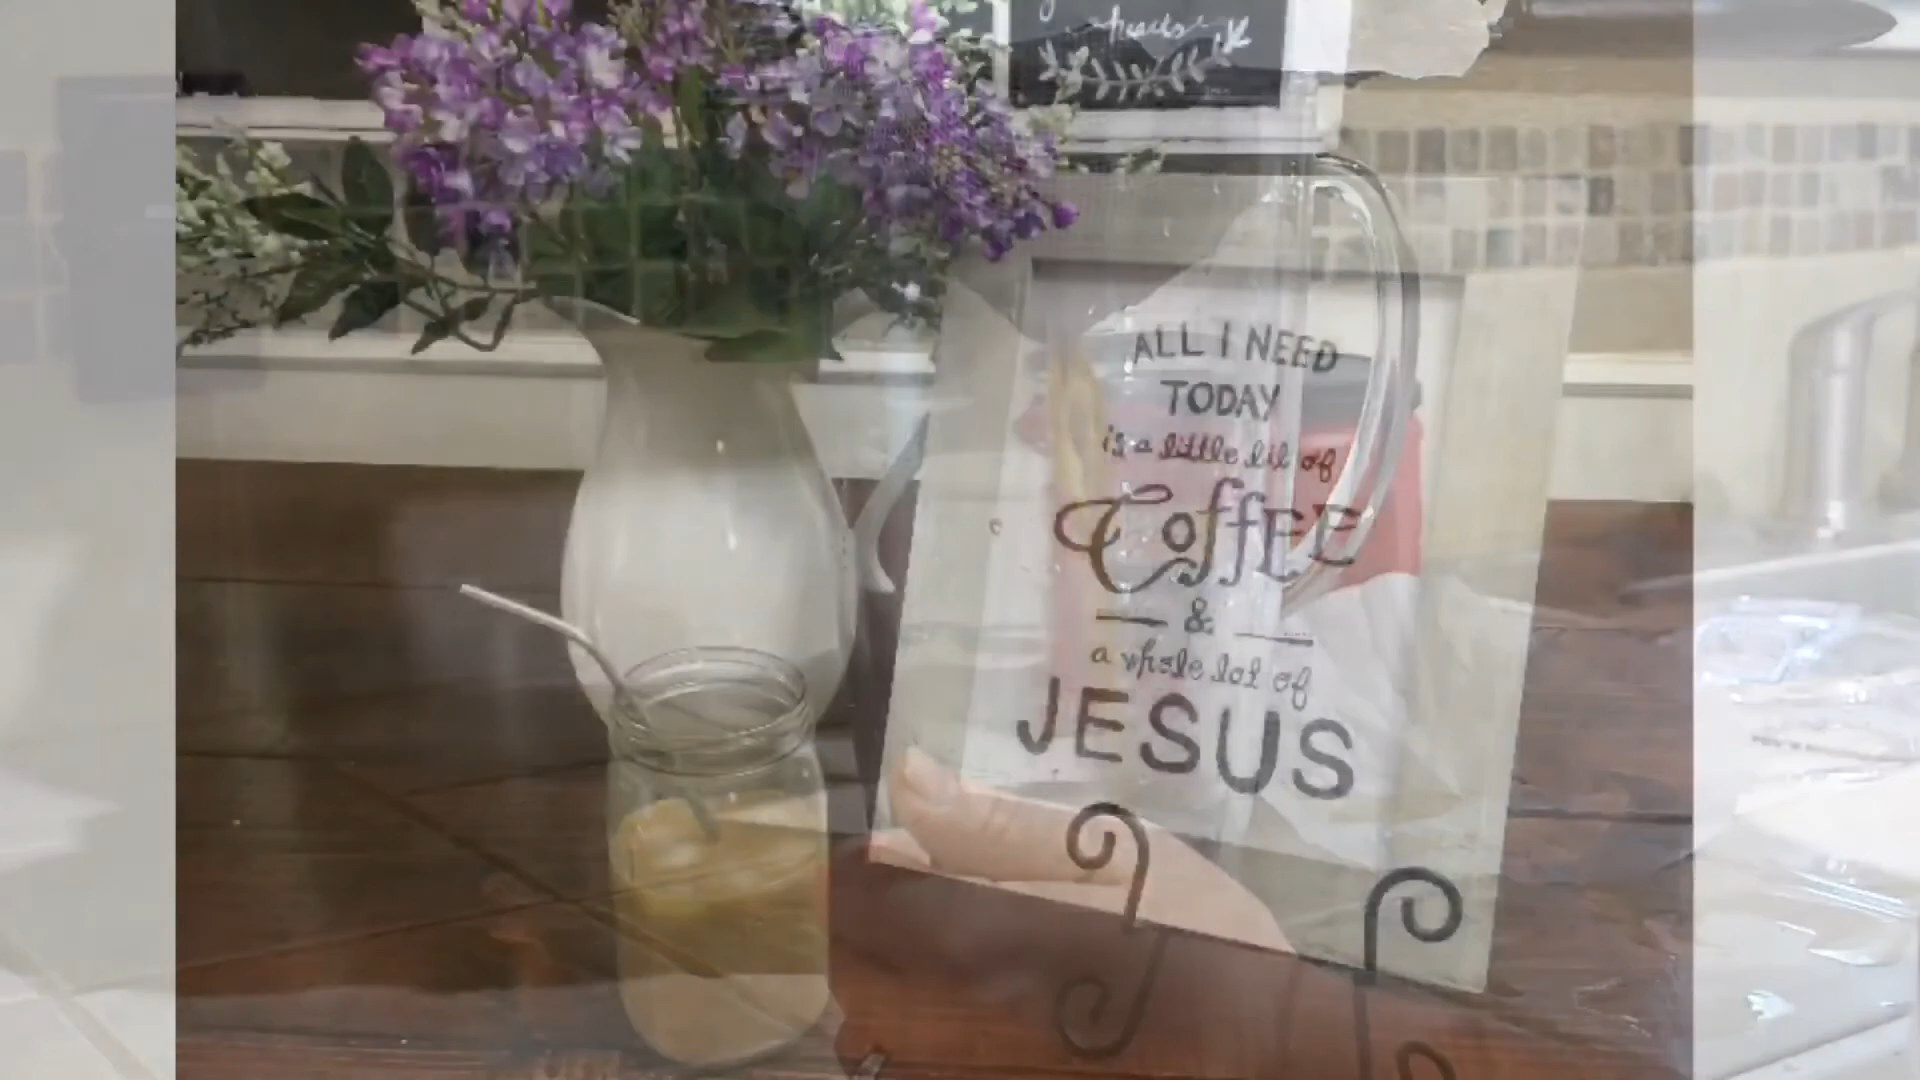 ALL I NEED
TODAY
is a little bit of
COFFEE
&
a whole lot of
JESUS